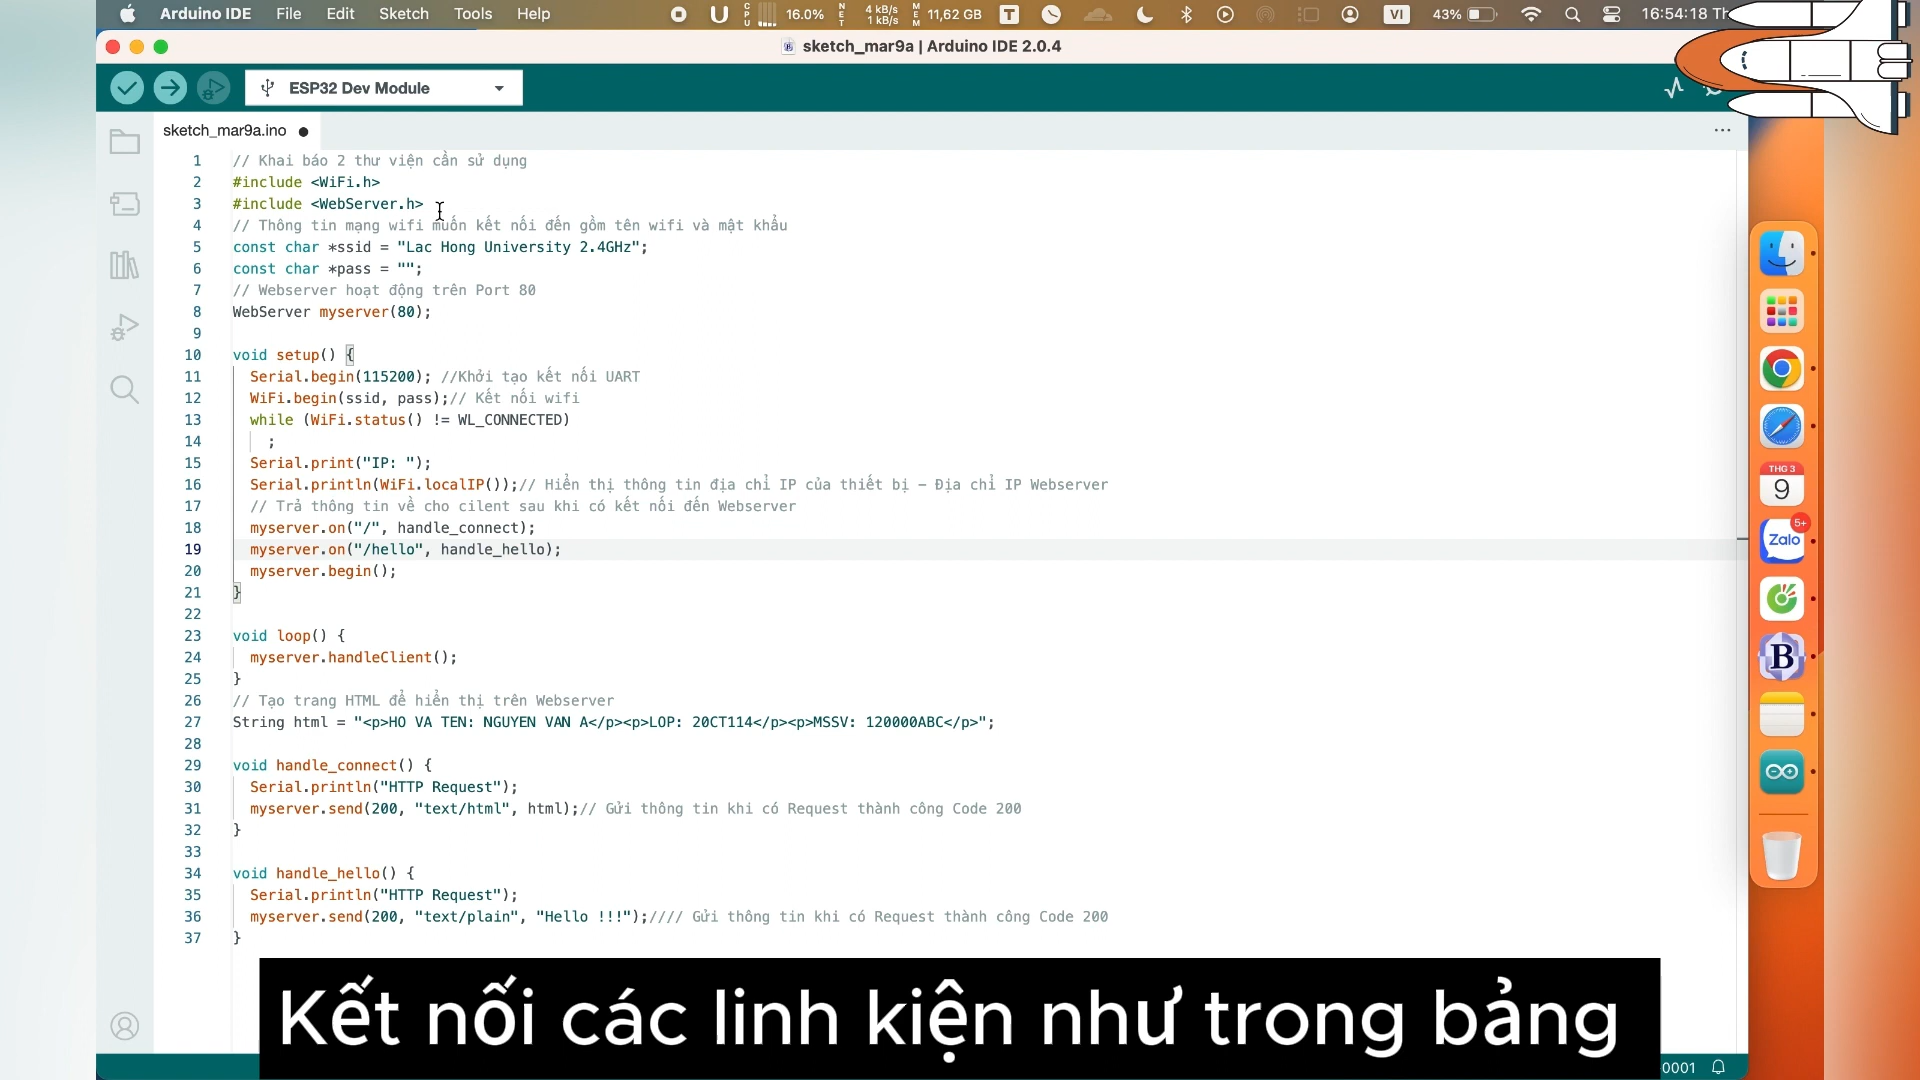 Arduino IDE File Edit Sketch Tools Help
CPU 16.0% NET 4 kB/s 1 kB/s MEM 11,62 GB T VI 43% 16:54:18 Th
sketch_mar9a | Arduino IDE 2.0.4
ESP32 Dev Module
sketch_mar9a.ino
1 // Khai báo 2 thư viện cần sử dụng
2 #include <WiFi.h>
3 #include <WebServer.h>
4 // Thông tin mạng wifi muốn kết nối đến gồm tên wifi và mật khẩu
5 const char *ssid = "Lac Hong University 2.4GHz";
6 const char *pass = "";
7 // Webserver hoạt động trên Port 80
8 WebServer myserver(80);
9
10 void setup() {
11 Serial.begin(115200); //Khởi tạo kết nối UART
12 WiFi.begin(ssid, pass);// Kết nối wifi
13 while (WiFi.status() != WL_CONNECTED)
14 ;
15 Serial.print("IP: ");
16 Serial.println(WiFi.localIP());// Hiển thị thông tin địa chỉ IP của thiết bị – Địa chỉ IP Webserver
17 // Trả thông tin về cho cilent sau khi có kết nối đến Webserver
18 myserver.on("/", handle_connect);
19 myserver.on("/hello", handle_hello);
20 myserver.begin();
21 }
22
23 void loop() {
24 myserver.handleClient();
25 }
26 // Tạo trang HTML để hiển thị trên Webserver
27 String html = "<p>HO VA TEN: NGUYEN VAN A</p><p>LOP: 20CT114</p><p>MSSV: 120000ABC</p>";
28
29 void handle_connect() {
30 Serial.println("HTTP Request");
31 myserver.send(200, "text/html", html);// Gửi thông tin khi có Request thành công Code 200
32 }
33
34 void handle_hello() {
35 Serial.println("HTTP Request");
36 myserver.send(200, "text/plain", "Hello !!!");//// Gửi thông tin khi có Request thành công Code 200
37 }
THG 3
9
5+
Zalo
B
Kết nối các linh kiện như trong bảng
0001